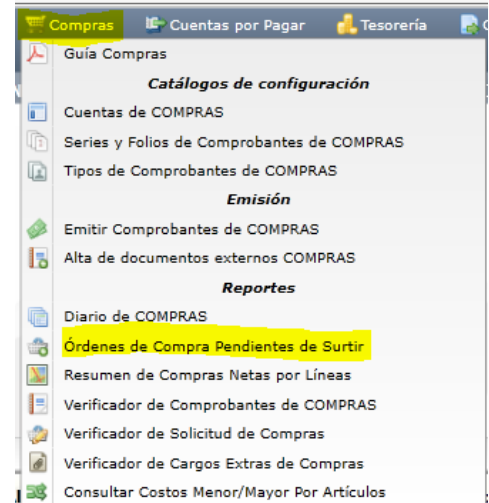 Compras Cuentas por Pagar Tesorería
Guía Compras
Catálogos de configuración
Cuentas de COMPRAS
Series y Folios de Comprobantes de COMPRAS
Tipos de Comprobantes de COMPRAS
Emisión
Emitir Comprobantes de COMPRAS
Alta de documentos externos COMPRAS
Reportes
Diario de COMPRAS
Órdenes de Compra Pendientes de Surtir
Resumen de Compras Netas por Líneas
Verificador de Comprobantes de COMPRAS
Verificador de Solicitud de Compras
Verificador de Cargos Extras de Compras
Consultar Costos Menor/Mayor Por Artículos